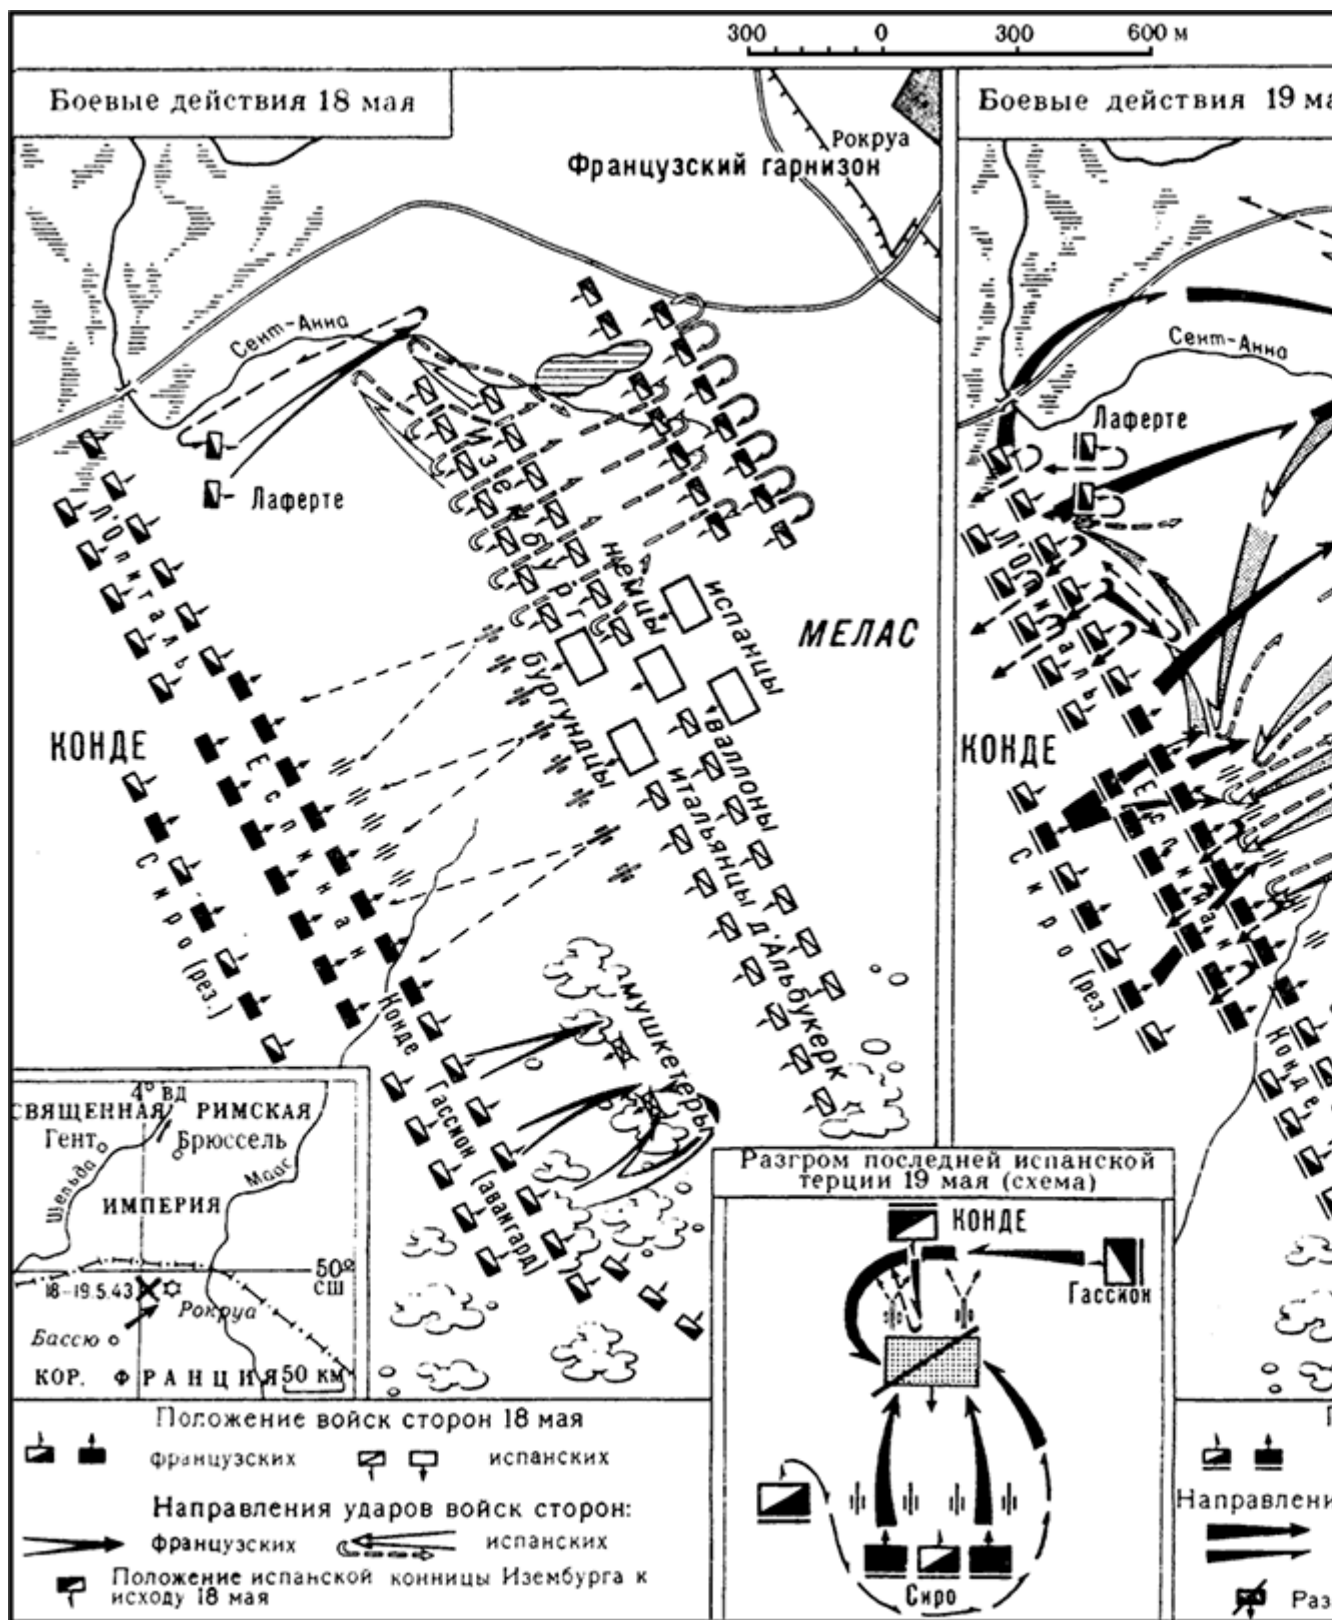 300 0 300 600 м
Боевые действия 18 мая
Рокруа
Французский гарнизон
Сент-Анна
Лаферте
Лопиталь
Изембург
немцы
испанцы
МЕЛАС
бургундцы
валлоны
итальянцы
д'Альбукерк
КОНДЕ
Еспинан
Сиро (рез.)
Конде
Гассион (авангард)
мушкетеры
4° ВД
СВЯЩЕННАЯ РИМСКАЯ
Гент
Брюссель
Шельда
Маас
ИМПЕРИЯ
50°
СШ
18-19.5.43
Рокруа
Бассю
КОР. ФРАНЦИЯ
50 км
Боевые действия 19 ма
Сент-Анна
Лаферте
Лопиталь
КОНДЕ
Еспинан
Сиро (рез.)
Конде
Разгром последней испанской
терции 19 мая (схема)
КОНДЕ
Гассион
Сиро
Положение войск сторон 18 мая
французских испанских
Направления ударов войск сторон:
французских испанских
Положение испанской конницы Изембурга к
исходу 18 мая
П
Направлени
Раз